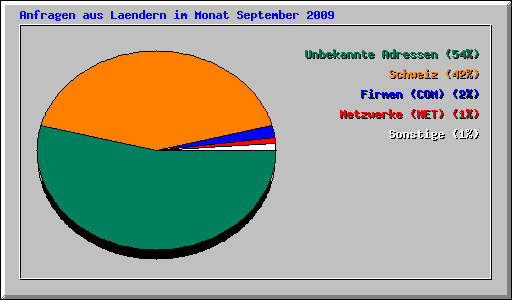 Anfragen aus Laendern im Monat September 2009
Unbekannte Adressen (54%)
Schweiz (42%)
Firmen (COM) (2%)
Netzwerke (NET) (1%)
Sonstige (1%)